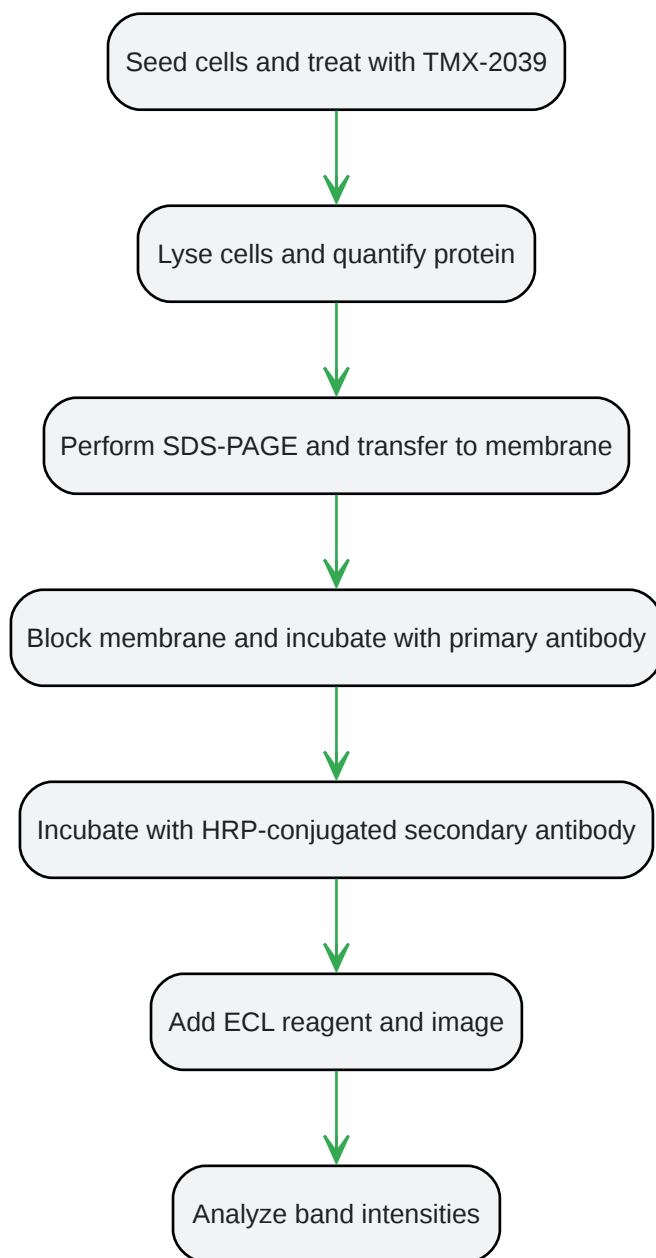 Seed cells and treat with TMX-2039
Lyse cells and quantify protein
Perform SDS-PAGE and transfer to membrane
Block membrane and incubate with primary antibody
Incubate with HRP-conjugated secondary antibody
Add ECL reagent and image
Analyze band intensities